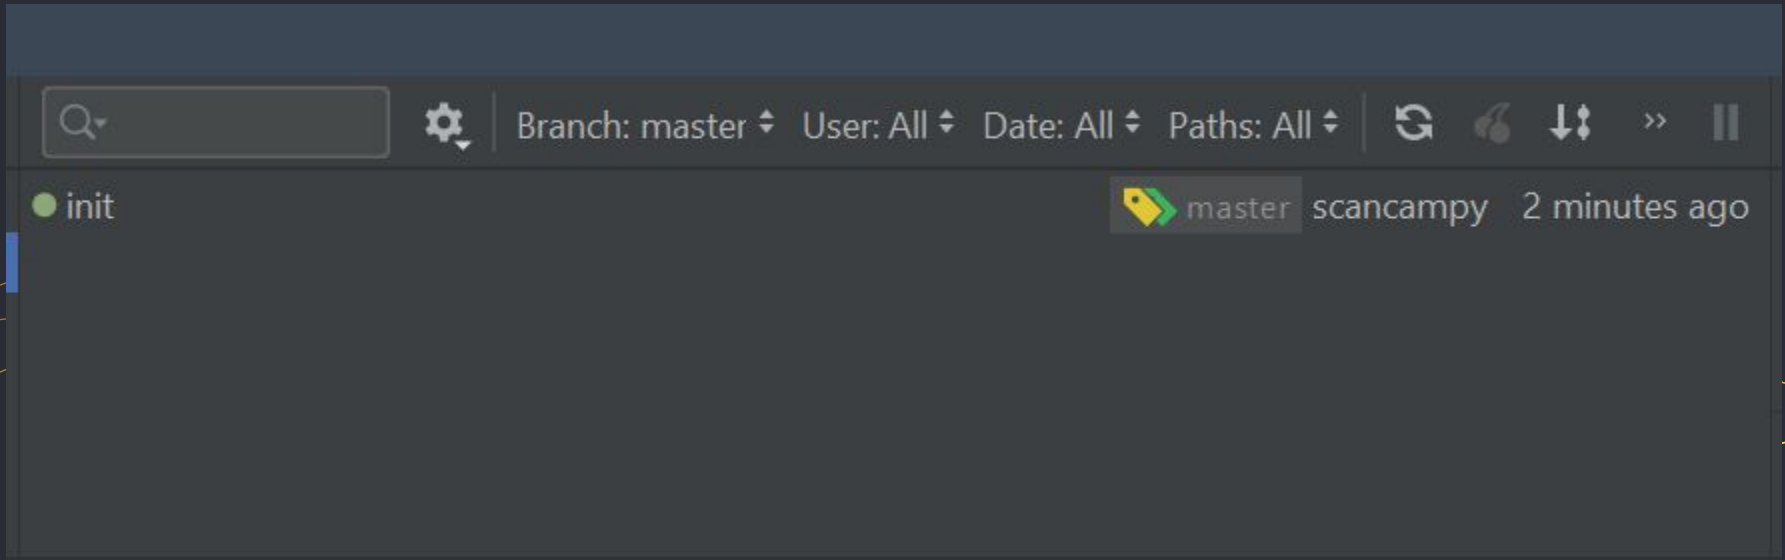 Branch: master User: All Date: All Paths: All
init master scancampy 2 minutes ago